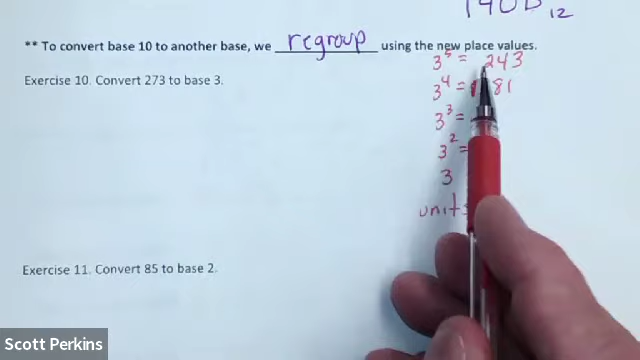 140 12
** To convert base 10 to another base, we regroup using the new place values.
Exercise 10. Convert 273 to base 3.
3⁵ = 243
3⁴ = 81
3³ =
3² =
3
units
Exercise 11. Convert 85 to base 2.
Scott Perkins